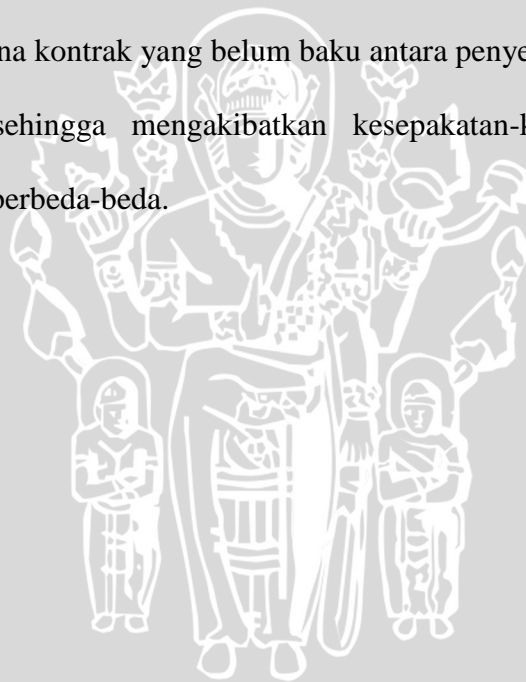 na kontrak yang belum baku antara penye
sehingga mengakibatkan kesepakatan-k
berbeda-beda.